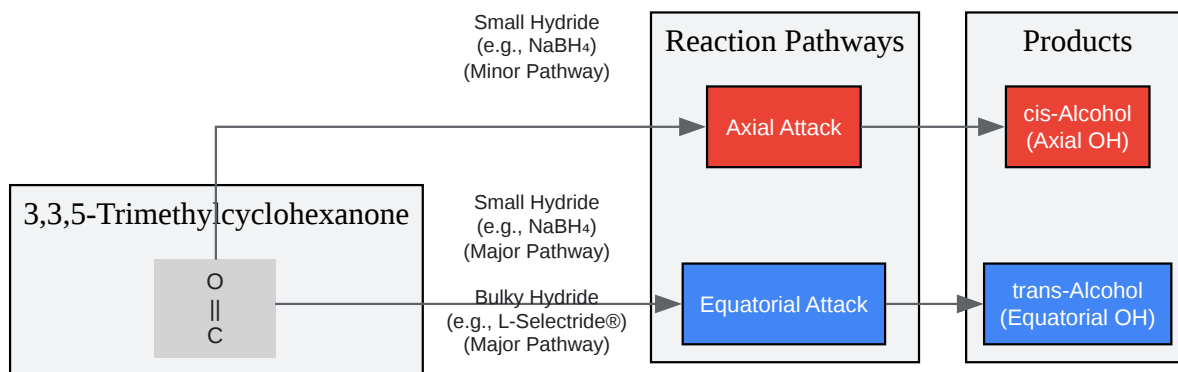 Small Hydride
(e.g., NaBH₄)
(Minor Pathway)
Reaction Pathways
Products
Axial Attack
cis-Alcohol
(Axial OH)
3,3,5-Trimethylcyclohexanone
Small Hydride
(e.g., NaBH₄)
(Major Pathway)
O
||
C
Bulky Hydride
(e.g., L-Selectride®)
(Major Pathway)
Equatorial Attack
trans-Alcohol
(Equatorial OH)